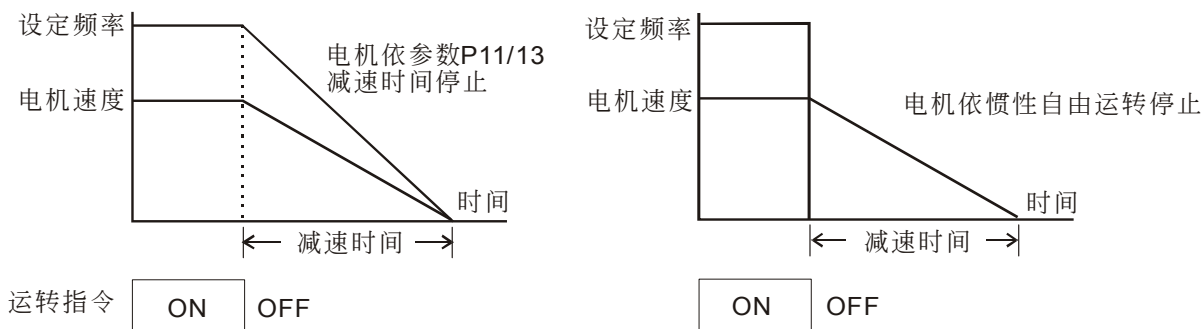 设定频率
电机依参数P11/13
减速时间停止
电机速度
时间
减速时间
运转指令
ON
OFF
设定频率
电机速度
电机依惯性自由运转停止
时间
减速时间
ON
OFF